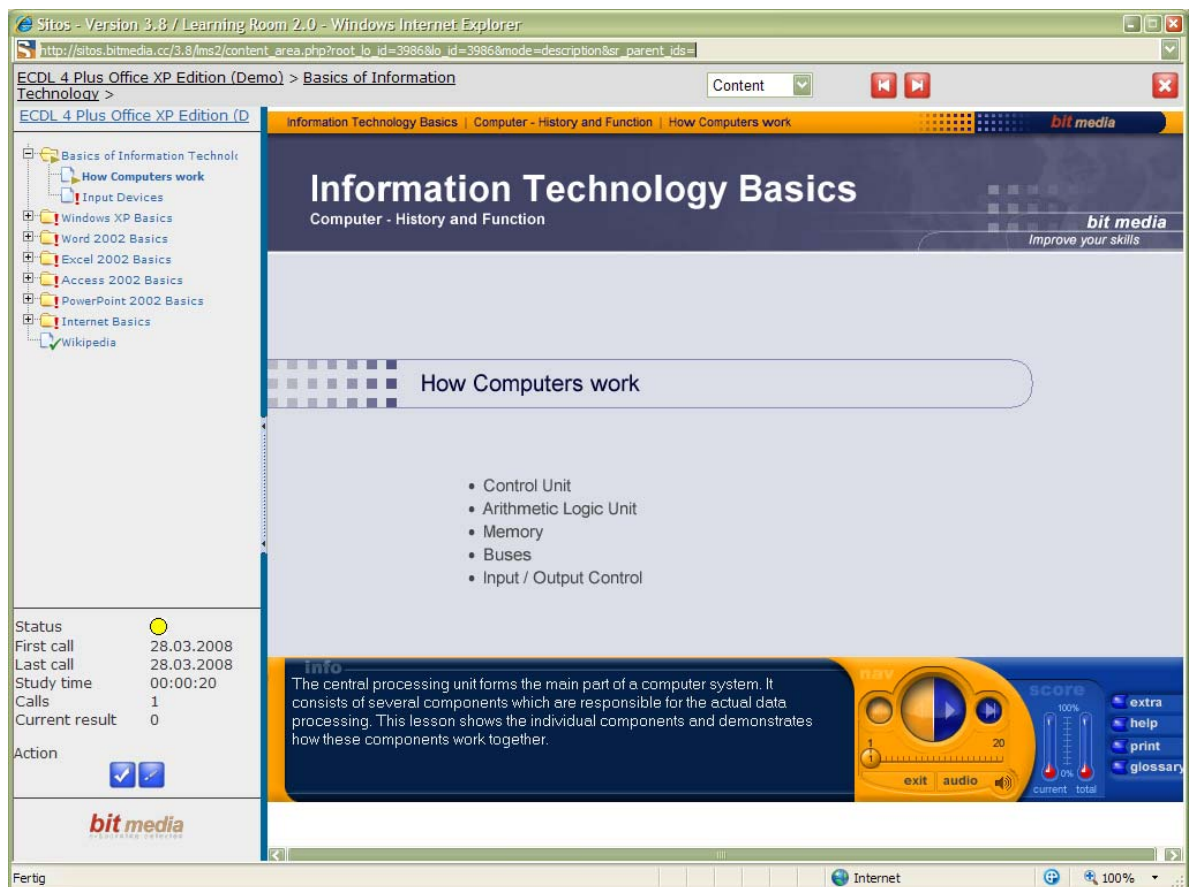 Sitos - Version 3.8 / Learning Room 2.0 - Windows Internet Explorer
http://sitos.bitmedia.cc/3.8/lms2/content_area.php?root_lo_id=3986&lo_id=3986&mode=description&sr_parent_ids=
ECDL 4 Plus Office XP Edition (Demo) > Basics of Information
Technology >
Content
ECDL 4 Plus Office XP Edition (D
Basics of Information Technolo
How Computers work
Input Devices
Windows XP Basics
Word 2002 Basics
Excel 2002 Basics
Access 2002 Basics
PowerPoint 2002 Basics
Internet Basics
Wikipedia
Status
First call 28.03.2008
Last call 28.03.2008
Study time 00:00:20
Calls 1
Current result 0
Action
bit media
Information Technology Basics | Computer - History and Function | How Computers work
bit media
Information Technology Basics
Computer - History and Function
bit media
Improve your skills
How Computers work
• Control Unit
• Arithmetic Logic Unit
• Memory
• Buses
• Input / Output Control
info
The central processing unit forms the main part of a computer system. It
consists of several components which are responsible for the actual data
processing. This lesson shows the individual components and demonstrates
how these components work together.
nav
1 20
1
exit audio
score
100%
0%
current total
extra
help
print
glossary
Fertig
Internet
100%